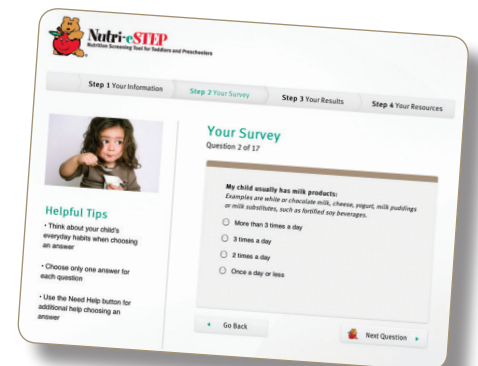 Nutri-eSTEP
Nutrition Screening Tool for Toddlers and Preschoolers
Step 1 Your Information
Step 2 Your Survey
Step 3 Your Results
Step 4 Your Resources
Your Survey
Question 2 of 17
My child usually has milk products:
Examples are white or chocolate milk, cheese, yogurt, milk puddings
or milk substitutes, such as fortified soy beverages.
More than 3 times a day
3 times a day
2 times a day
Once a day or less
Helpful Tips
• Think about your child's
everyday habits when choosing
an answer
• Choose only one answer for
each question
• Use the Need Help button for
additional help choosing an
answer
Go Back
Next Question